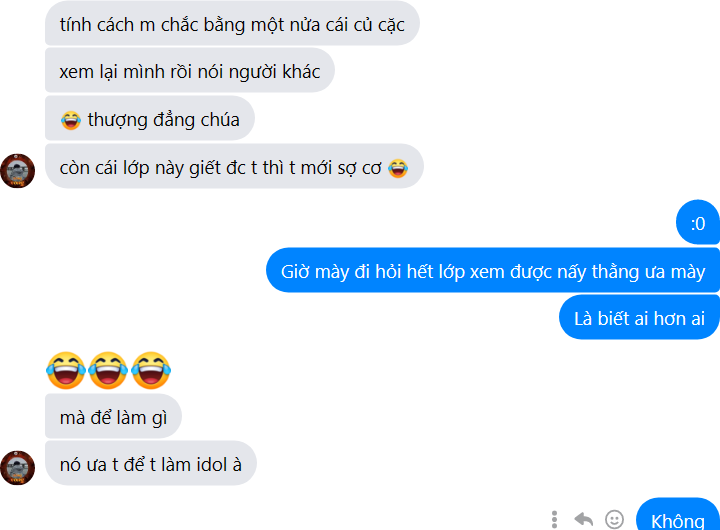 tính cách m chắc bằng một nửa cái củ cặc
xem lại mình rồi nói người khác
😂 thượng đẳng chúa
còn cái lớp này giết đc t thì t mới sợ cơ 😂
:0
Giờ mày đi hỏi hết lớp xem được nấy thằng ưa mày
Là biết ai hơn ai
😂😂😂
mà để làm gì
nó ưa t để t làm idol à
Không